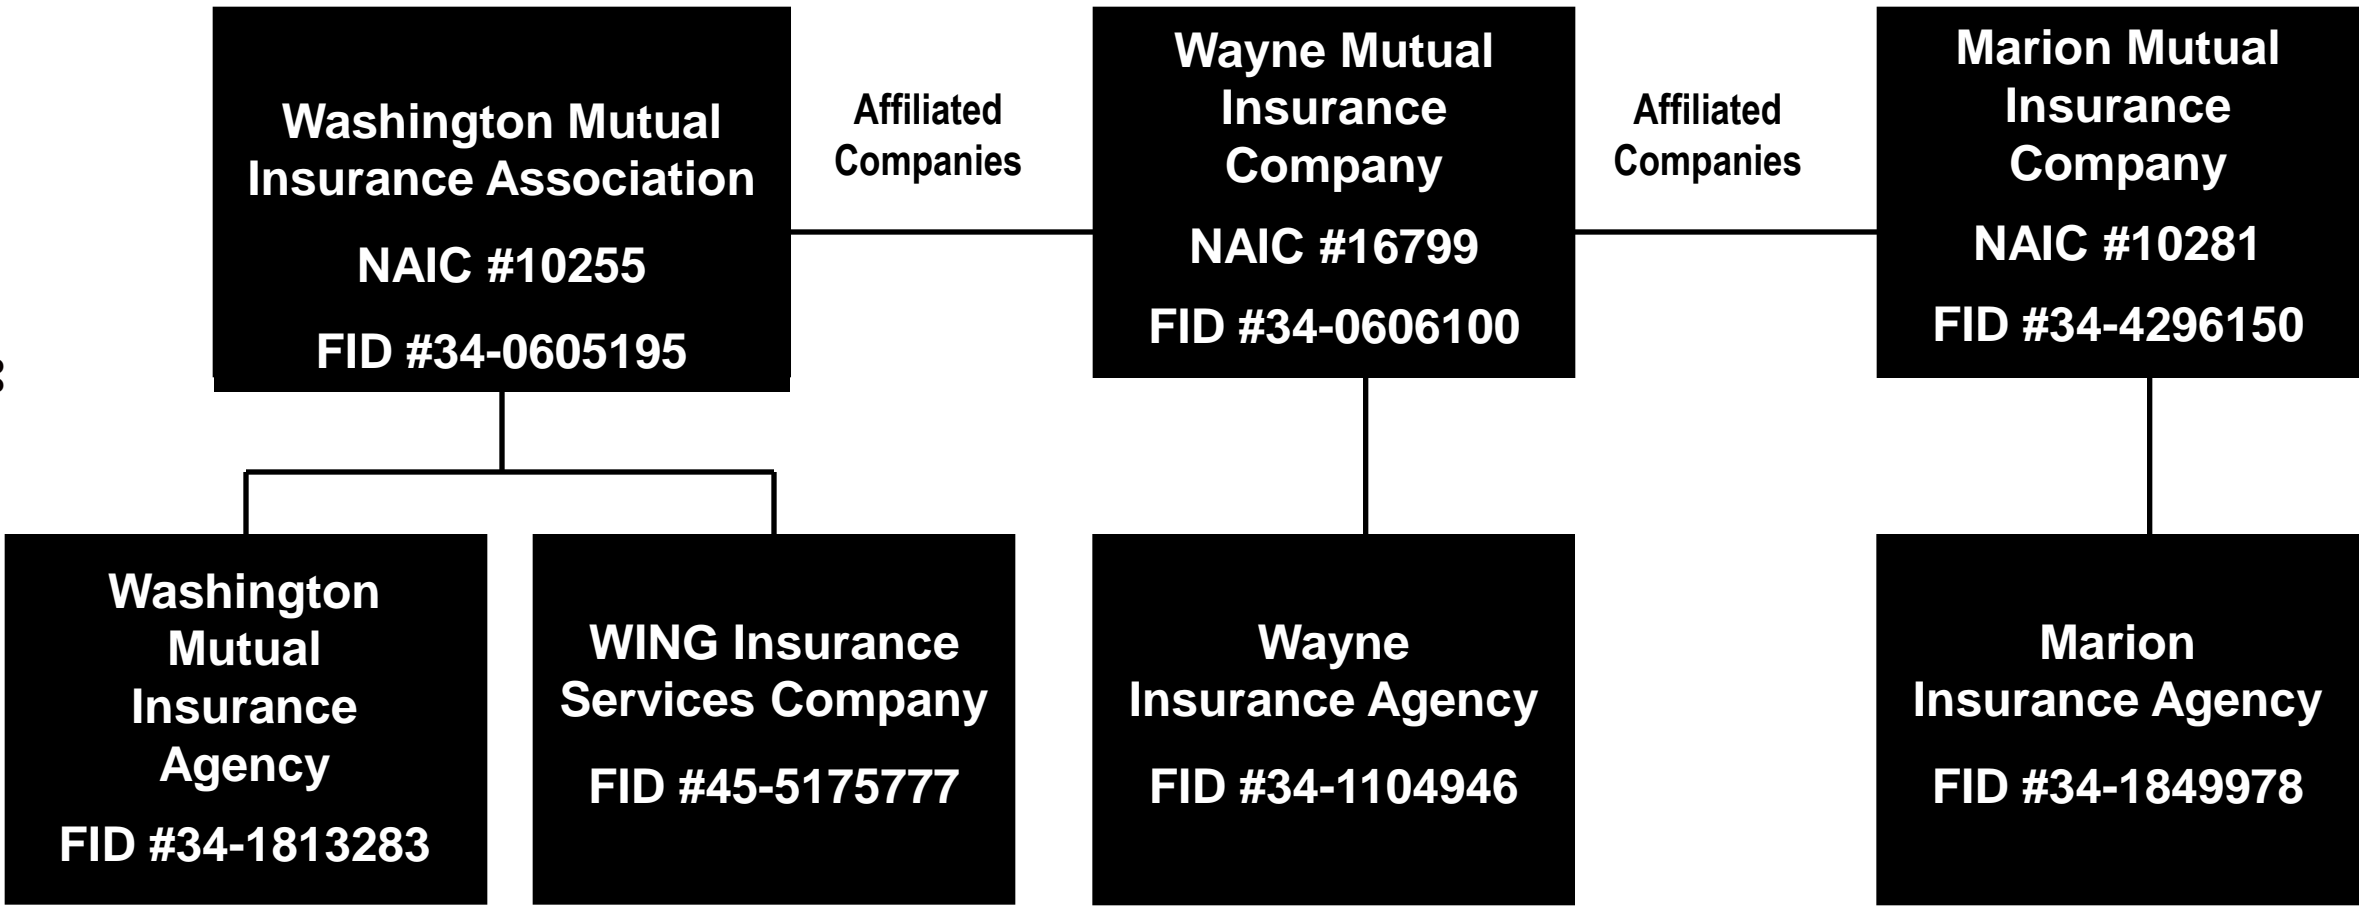 Washington Mutual
Insurance Association
NAIC #10255
FID #34-0605195
Affiliated
Companies
Wayne Mutual
Insurance
Company
NAIC #16799
FID #34-0606100
Affiliated
Companies
Marion Mutual
Insurance
Company
NAIC #10281
FID #34-4296150
Washington
Mutual
Insurance
Agency
FID #34-1813283
WING Insurance
Services Company
FID #45-5175777
Wayne
Insurance Agency
FID #34-1104946
Marion
Insurance Agency
FID #34-1849978